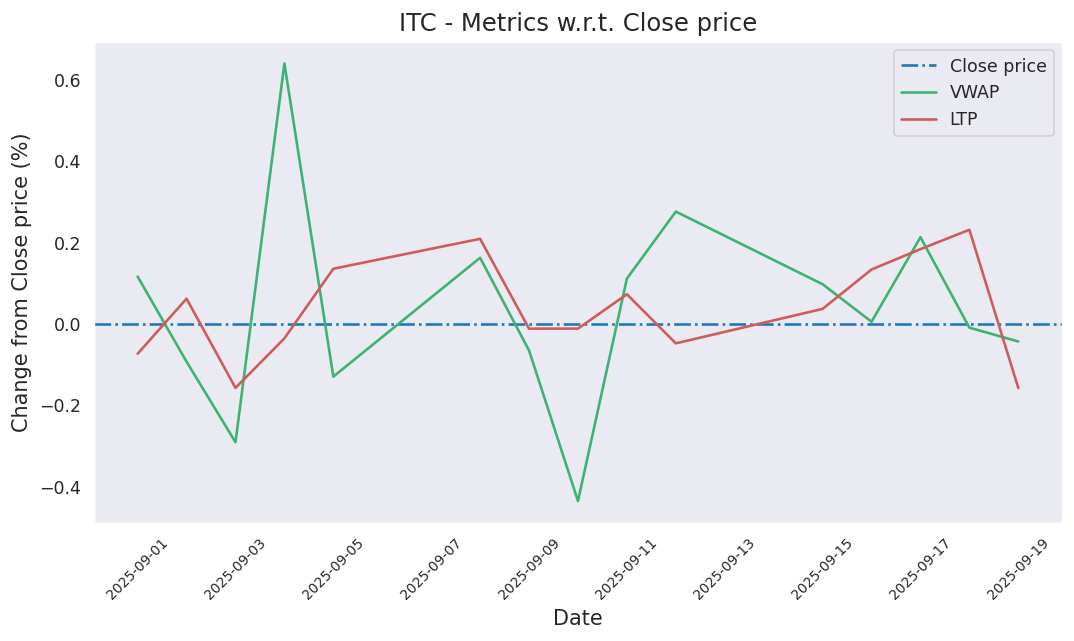 ITC - Metrics w.r.t. Close price
Close price
VWAP
LTP
Change from Close price (%)
0.6
0.4
0.2
0.0
−0.2
−0.4
2025-09-01
2025-09-03
2025-09-05
2025-09-07
2025-09-09
2025-09-11
2025-09-13
2025-09-15
2025-09-17
2025-09-19
Date